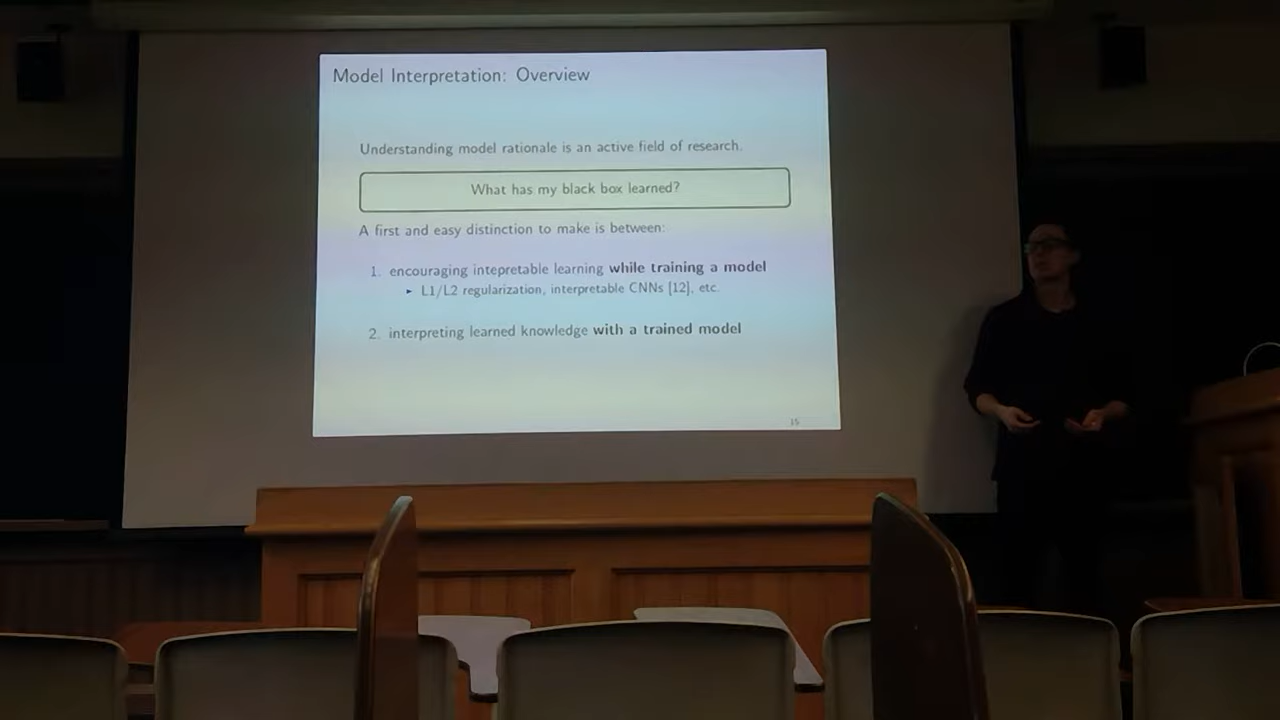 Model Interpretation: Overview
Understanding model rationale is an active field of research.
What has my black box learned?
A first and easy distinction to make is between:
1. encouraging intepretable learning while training a model
► L1/L2 regularization, interpretable CNNs [12], etc.
2. interpreting learned knowledge with a trained model
15